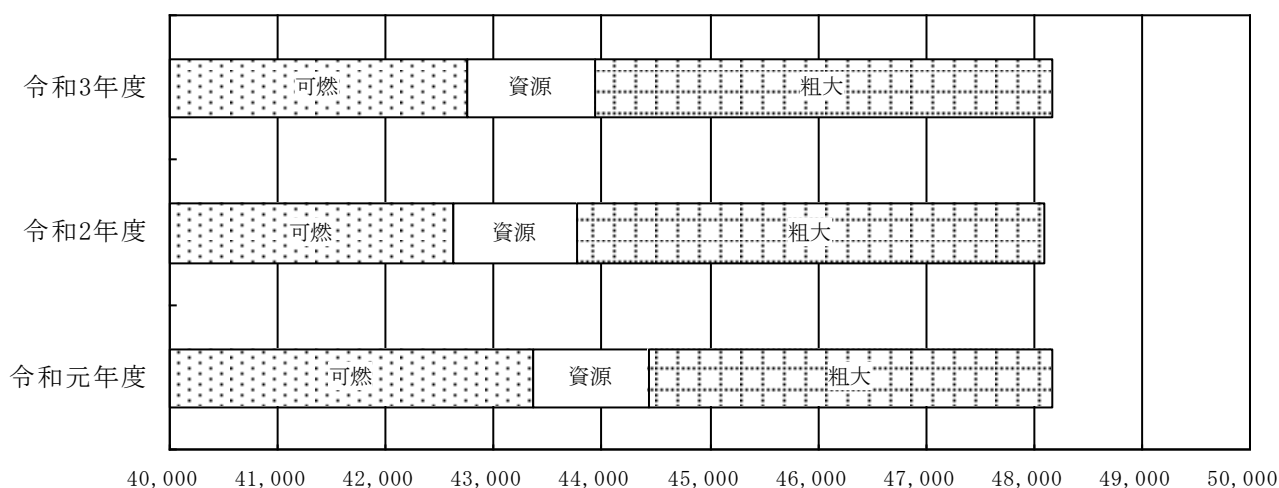 令和3年度
可燃 資源 粗大
令和2年度
可燃 資源 粗大
令和元年度
可燃 資源 粗大
40,000 41,000 42,000 43,000 44,000 45,000 46,000 47,000 48,000 49,000 50,000